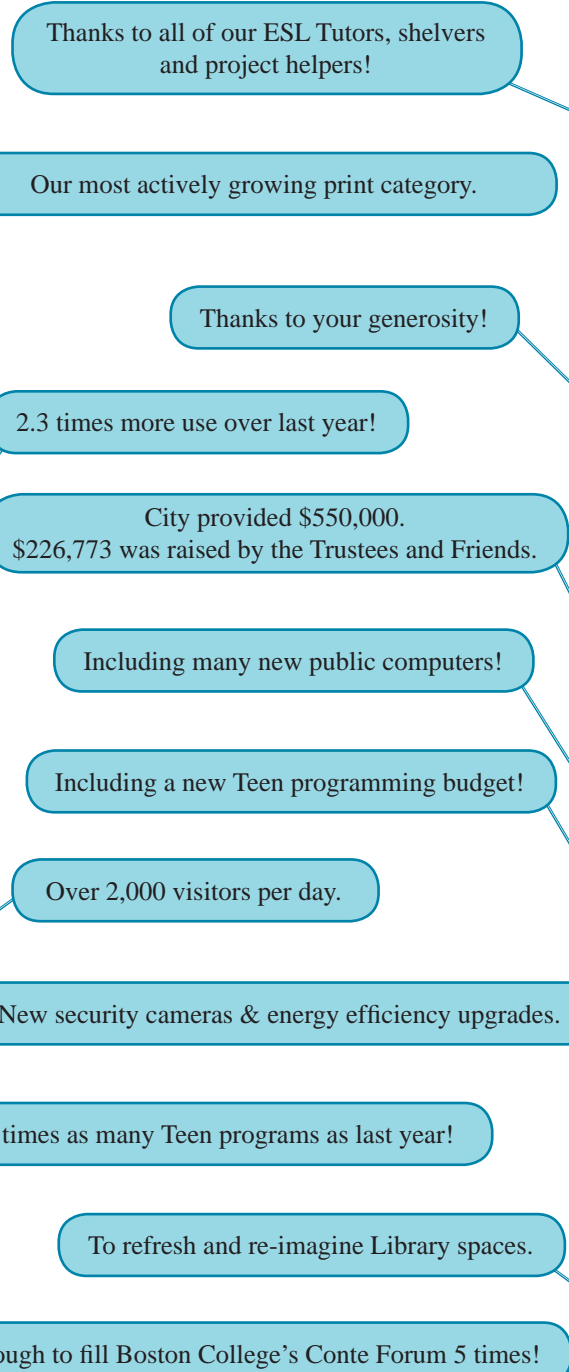 Thanks to all of our ESL Tutors, shelvers
and project helpers!
Our most actively growing print category.
Thanks to your generosity!
2.3 times more use over last year!
City provided $550,000.
$226,773 was raised by the Trustees and Friends.
Including many new public computers!
Including a new Teen programming budget!
Over 2,000 visitors per day.
New security cameras & energy efficiency upgrades.
times as many Teen programs as last year!
To refresh and re-imagine Library spaces.
to fill Boston College's Conte Forum 5 times!